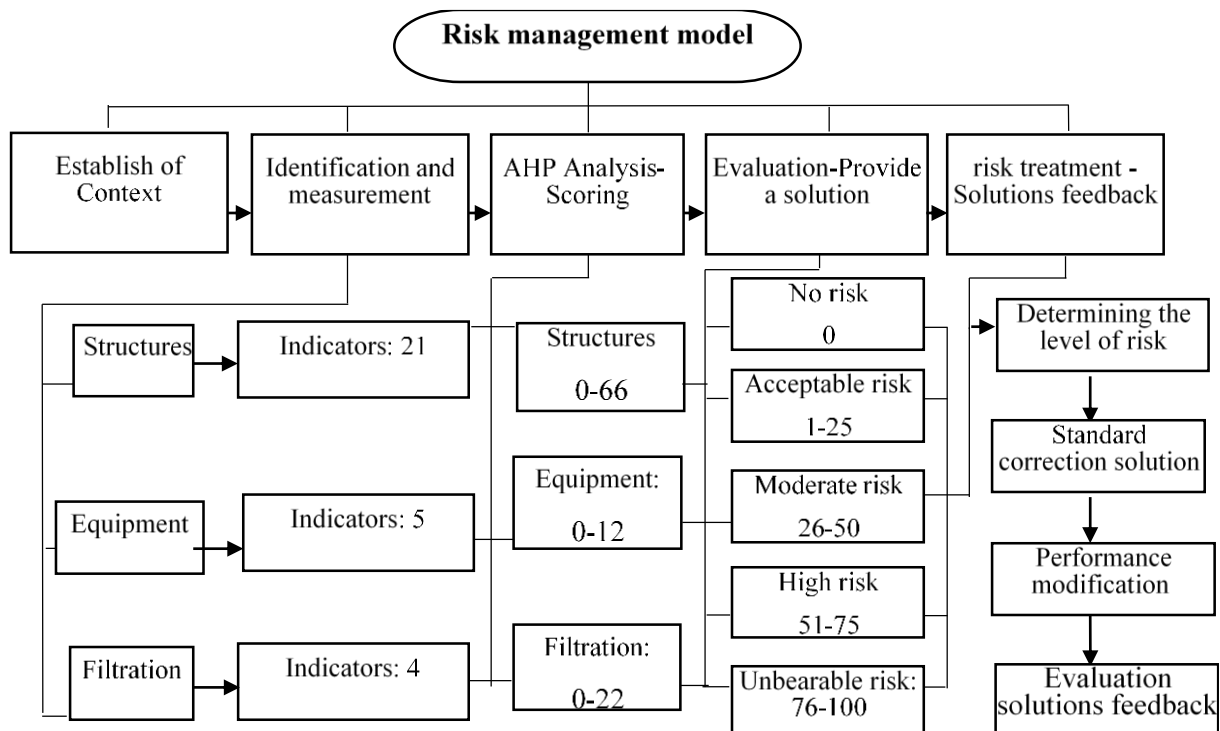 Risk management model
Establish of
Context
Identification and
measurement
AHP Analysis-
Scoring
Evaluation-Provide
a solution
risk treatment -
Solutions feedback
Structures
Indicators: 21
Structures
0-66
No risk
0
Acceptable risk
1-25
Determining the
level of risk
Standard
correction solution
Equipment
Indicators: 5
Equipment:
0-12
Moderate risk
26-50
Performance
modification
High risk
51-75
Filtration
Indicators: 4
Filtration:
0-22
Unbearable risk:
76-100
Evaluation
solutions feedback